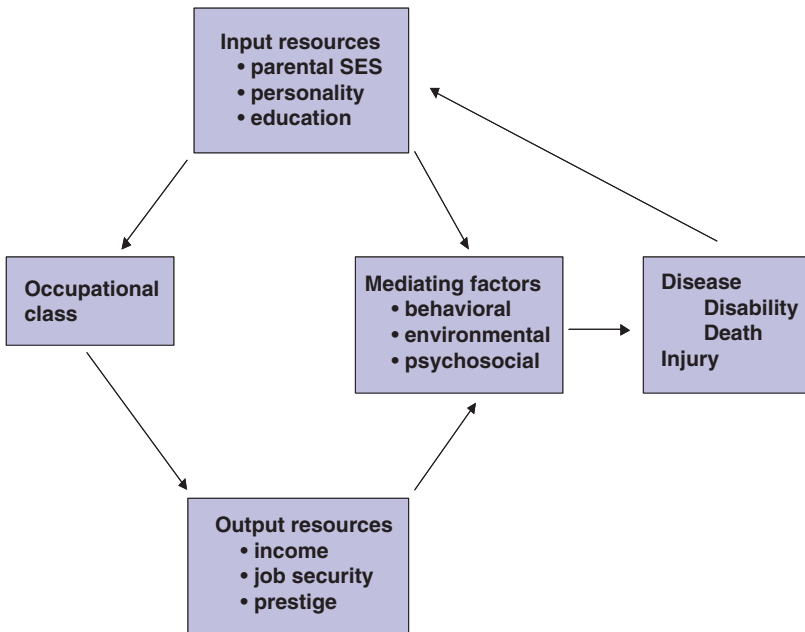 Input resources
• parental SES
• personality
• education
Occupational
class
Mediating factors
• behavioral
• environmental
• psychosocial
Disease
Disability
Death
Injury
Output resources
• income
• job security
• prestige